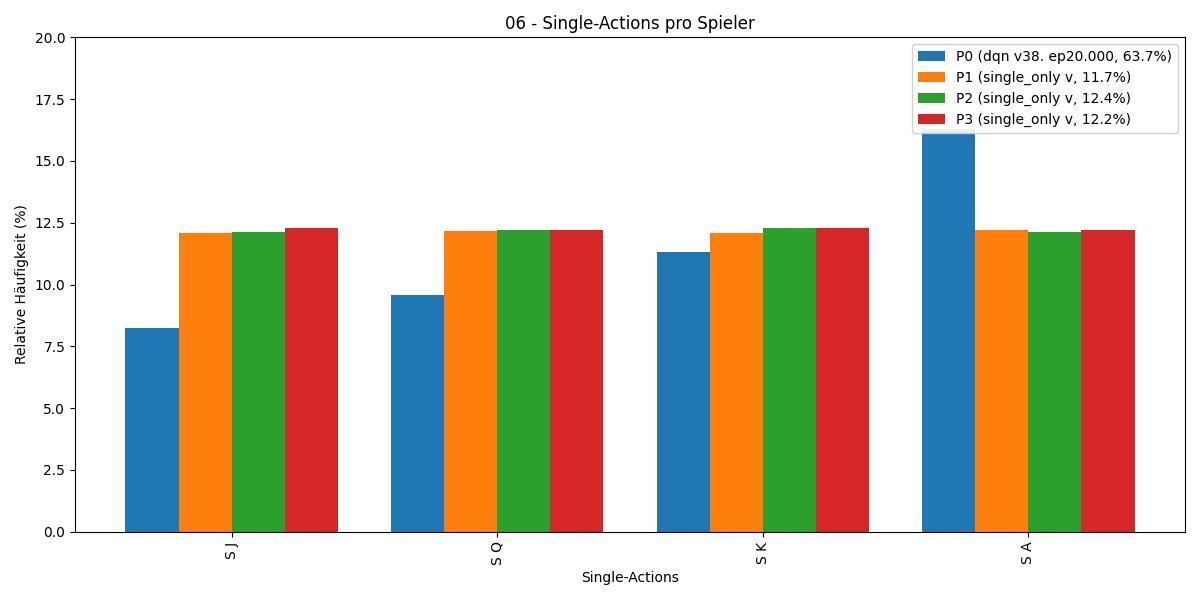 06 - Single-Actions pro Spieler
P0 (dqn v38. ep20.000, 63.7%)
P1 (single_only v, 11.7%)
P2 (single_only v, 12.4%)
P3 (single_only v, 12.2%)
Relative Häufigkeit (%)
20.0
17.5
15.0
12.5
10.0
7.5
5.0
2.5
0.0
S J
S Q
S K
S A
Single-Actions